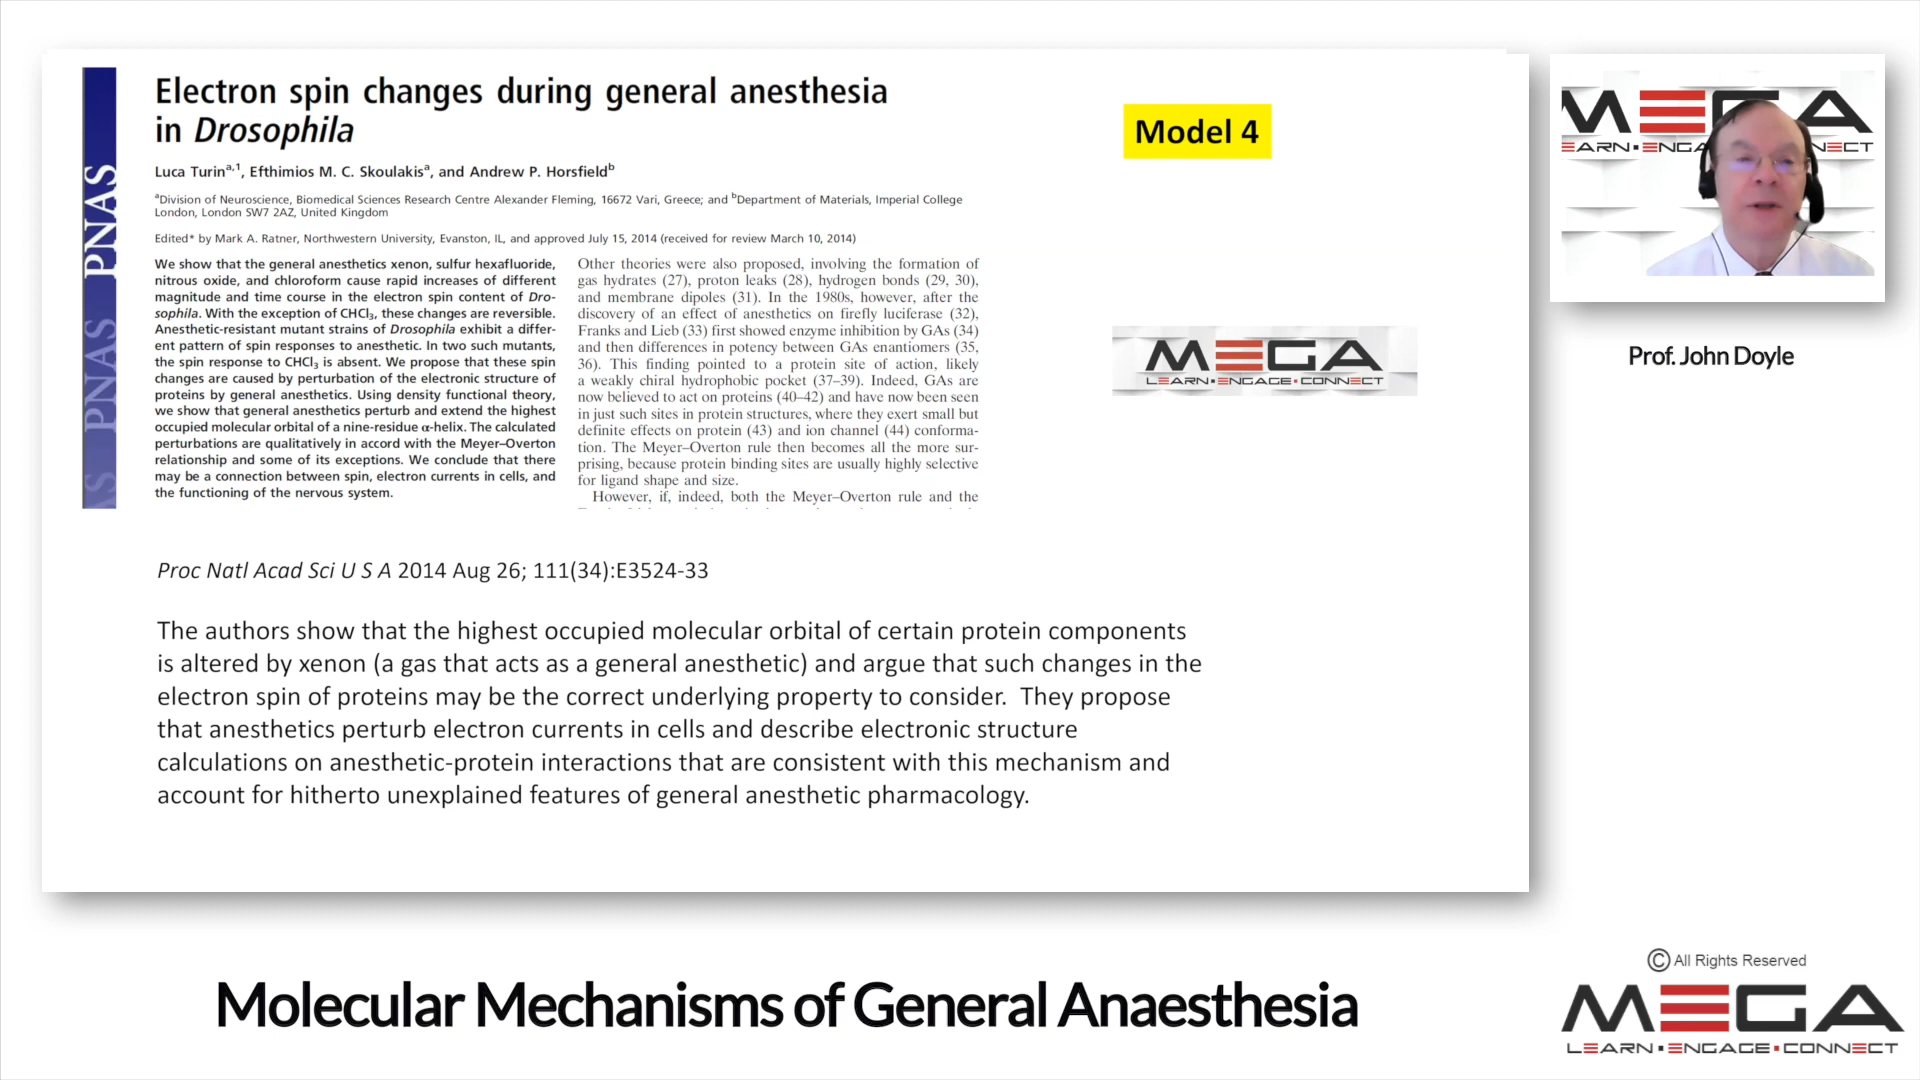 Electron spin changes during general anesthesia
in Drosophila
Luca Turinᵃ,¹, Efthimios M. C. Skoulakisᵃ, and Andrew P. Horsfieldᵇ
ᵃDivision of Neuroscience, Biomedical Sciences Research Centre Alexander Fleming, 16672 Vari, Greece; and ᵇDepartment of Materials, Imperial College
London, London SW7 2AZ, United Kingdom
Edited* by Mark A. Ratner, Northwestern University, Evanston, IL, and approved July 15, 2014 (received for review March 10, 2014)
We show that the general anesthetics xenon, sulfur hexafluoride,
nitrous oxide, and chloroform cause rapid increases of different
magnitude and time course in the electron spin content of Dro-
sophila. With the exception of CHCl₃, these changes are reversible.
Anesthetic-resistant mutant strains of Drosophila exhibit a differ-
ent pattern of spin responses to anesthetic. In two such mutants,
the spin response to CHCl₃ is absent. We propose that these spin
changes are caused by perturbation of the electronic structure of
proteins by general anesthetics. Using density functional theory,
we show that general anesthetics perturb and extend the highest
occupied molecular orbital of a nine-residue α-helix. The calculated
perturbations are qualitatively in accord with the Meyer–Overton
relationship and some of its exceptions. We conclude that there
may be a connection between spin, electron currents in cells, and
the functioning of the nervous system.
Other theories were also proposed, involving the formation of
gas hydrates (27), proton leaks (28), hydrogen bonds (29, 30),
and membrane dipoles (31). In the 1980s, however, after the
discovery of an effect of anesthetics on firefly luciferase (32),
Franks and Lieb (33) first showed enzyme inhibition by GAs (34)
and then differences in potency between GAs enantiomers (35,
36). This finding pointed to a protein site of action, likely
a weakly chiral hydrophobic pocket (37–39). Indeed, GAs are
now believed to act on proteins (40–42) and have now been seen
in just such sites in protein structures, where they exert small but
definite effects on protein (43) and ion channel (44) conforma-
tion. The Meyer–Overton rule then becomes all the more sur-
prising, because protein binding sites are usually highly selective
for ligand shape and size.
However, if, indeed, both the Meyer–Overton rule and the
PNAS
PNAS
AS
Model 4
MEGA
LEARN▪ENGAGE▪CONNECT
Proc Natl Acad Sci U S A 2014 Aug 26; 111(34):E3524-33
The authors show that the highest occupied molecular orbital of certain protein components
is altered by xenon (a gas that acts as a general anesthetic) and argue that such changes in the
electron spin of proteins may be the correct underlying property to consider. They propose
that anesthetics perturb electron currents in cells and describe electronic structure
calculations on anesthetic-protein interactions that are consistent with this mechanism and
account for hitherto unexplained features of general anesthetic pharmacology.
MEGA
EARN▪ENGA NNECT
Prof. John Doyle
Molecular Mechanisms of General Anaesthesia
© All Rights Reserved
MEGA
LEARN▪ENGAGE▪CONNECT